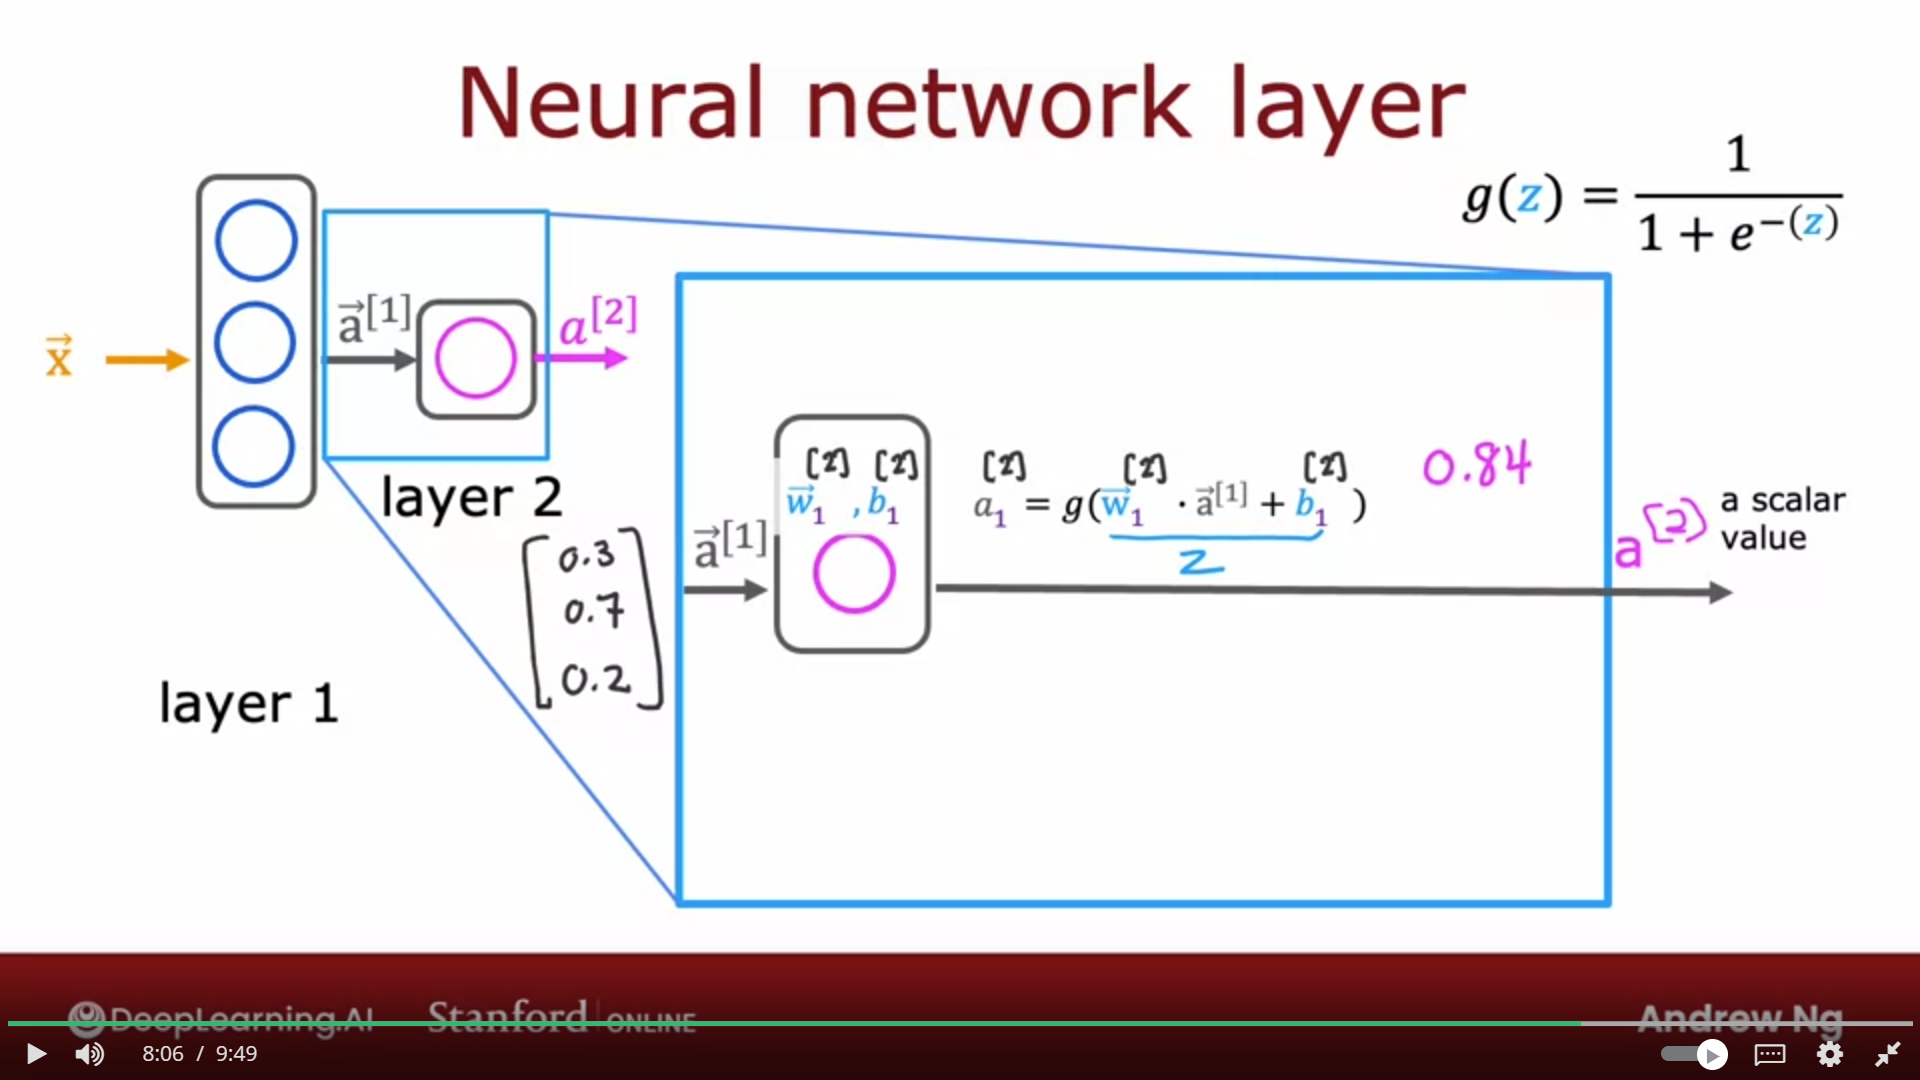 Neural network layer
g(z) = 1 / (1 + e^-(z))
x⃗
a⃗^[1]
a^[2]
layer 2
[0.3
0.7
0.2]
layer 1
a⃗^[1]
w⃗₁^[2], b₁^[2]
a₁^[2] = g(w⃗₁^[2] · a⃗^[1] + b₁^[2])
z
0.84
a^[2]
a scalar
value
DeepLearning.AI
Stanford | ONLINE
Andrew Ng
8:06 / 9:49